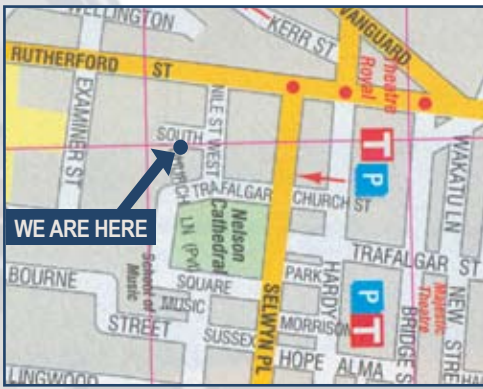 WELLINGTON
KERR ST
VANGUARD
RUTHERFORD ST
Theatre
Royal
EXAMINER ST
NILE ST WEST
SOUTH
T
P
WAKATU LN
TRAFALGAR
CHURCH ST
WE ARE HERE
Nelson
Cathedral
LN (Pvt)
TRAFALGAR ST
School of
Music
BOURNE
SQUARE
PARK
HARDY
MUSIC
SELWYN PL
P
T
BRIDGE S
Majestic
Theatre
NEW
STRE
STREET
SUSSEX
MORRISON
HOPE
ALMA
LINGWOOD